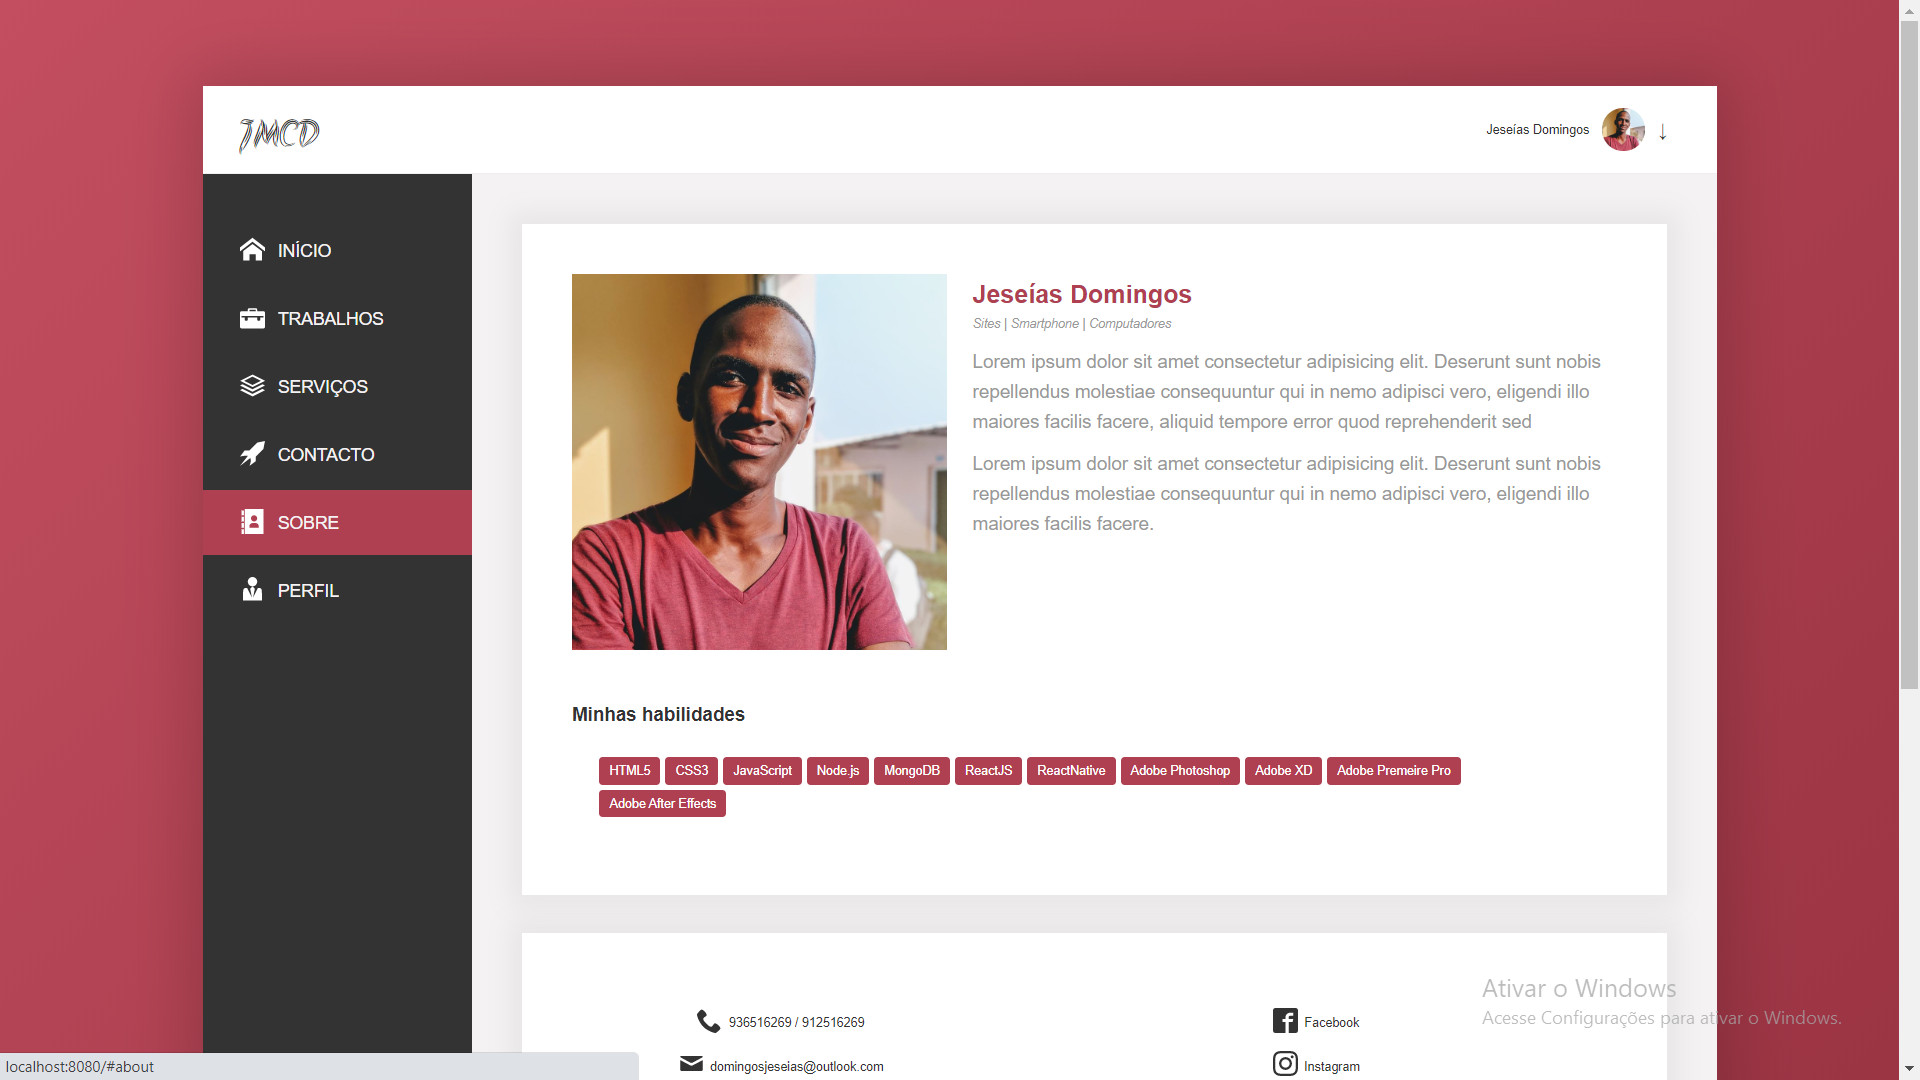 JMCD
Jeseías Domingos
↓
INÍCIO
TRABALHOS
SERVIÇOS
CONTACTO
SOBRE
PERFIL
Jeseías Domingos
Sites | Smartphone | Computadores
Lorem ipsum dolor sit amet consectetur adipisicing elit. Deserunt sunt nobis
repellendus molestiae consequuntur qui in nemo adipisci vero, eligendi illo
maiores facilis facere, aliquid tempore error quod reprehenderit sed
Lorem ipsum dolor sit amet consectetur adipisicing elit. Deserunt sunt nobis
repellendus molestiae consequuntur qui in nemo adipisci vero, eligendi illo
maiores facilis facere.
Minhas habilidades
HTML5 CSS3 JavaScript Node.js MongoDB ReactJS ReactNative Adobe Photoshop Adobe XD Adobe Premeire Pro
Adobe After Effects
936516269 / 912516269
domingosjeseias@outlook.com
Facebook
Instagram
Ativar o Windows
Acesse Configurações para ativar o Windows.
localhost:8080/#about